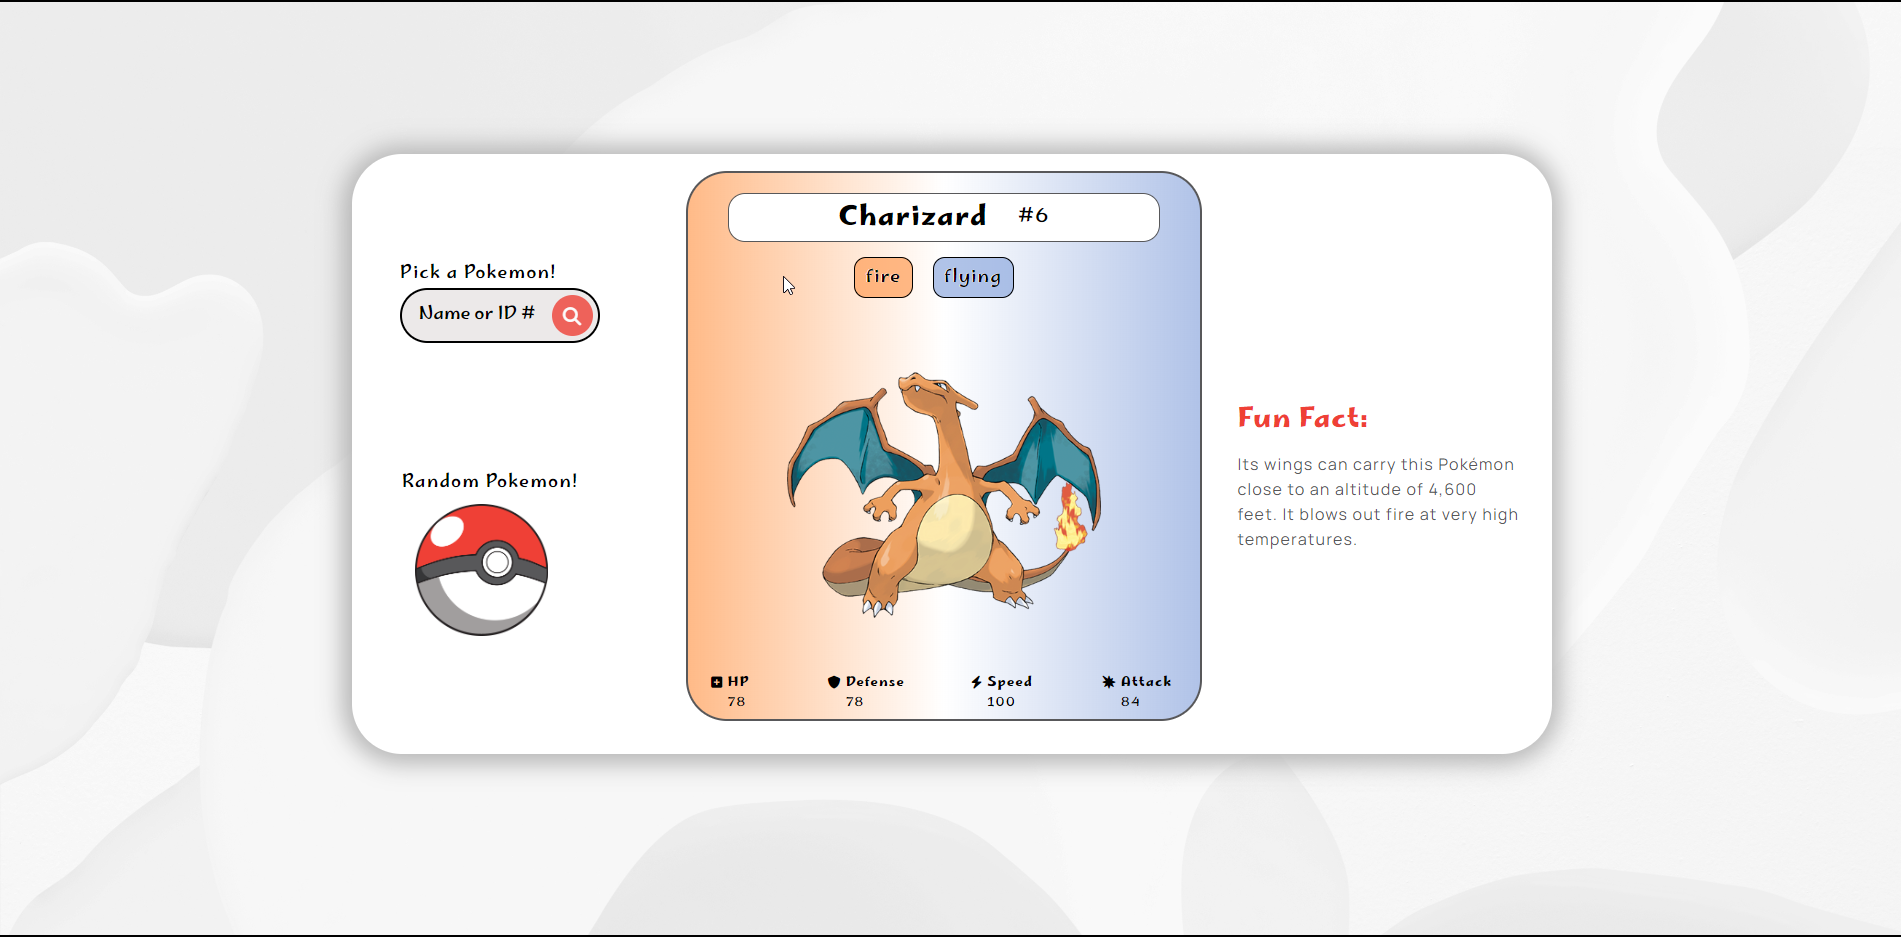 Pick a Pokemon!
Name or ID #
Random Pokemon!
Charizard #6
fire flying
HP Defense Speed Attack
78 78 100 84
Fun Fact:
Its wings can carry this Pokémon
close to an altitude of 4,600
feet. It blows out fire at very high
temperatures.